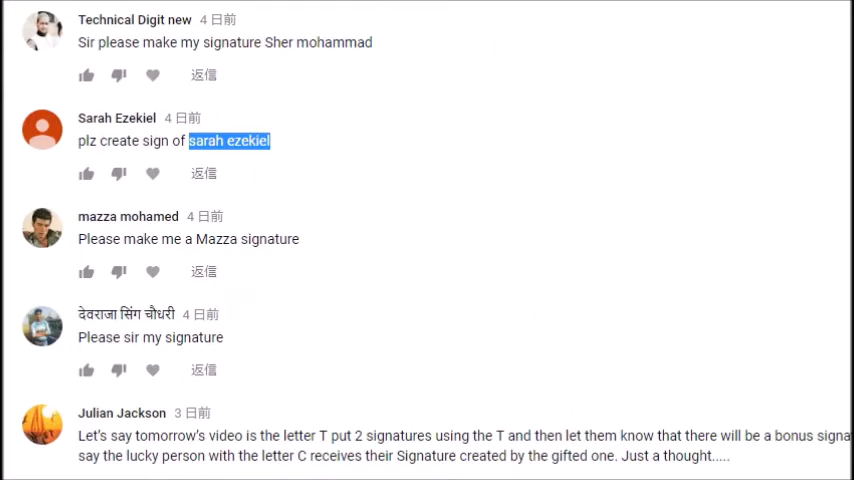 Technical Digit new 4 日前
Sir please make my signature Sher mohammad
返信
Sarah Ezekiel 4 日前
plz create sign of sarah ezekiel
返信
mazza mohamed 4 日前
Please make me a Mazza signature
返信
देवराजा सिंग चौधरी 4 日前
Please sir my signature
返信
Julian Jackson 3 日前
Let's say tomorrow's video is the letter T put 2 signatures using the T and then let them know that there will be a bonus
say the lucky person with the letter C receives their Signature created by the gifted one. Just a thought.....